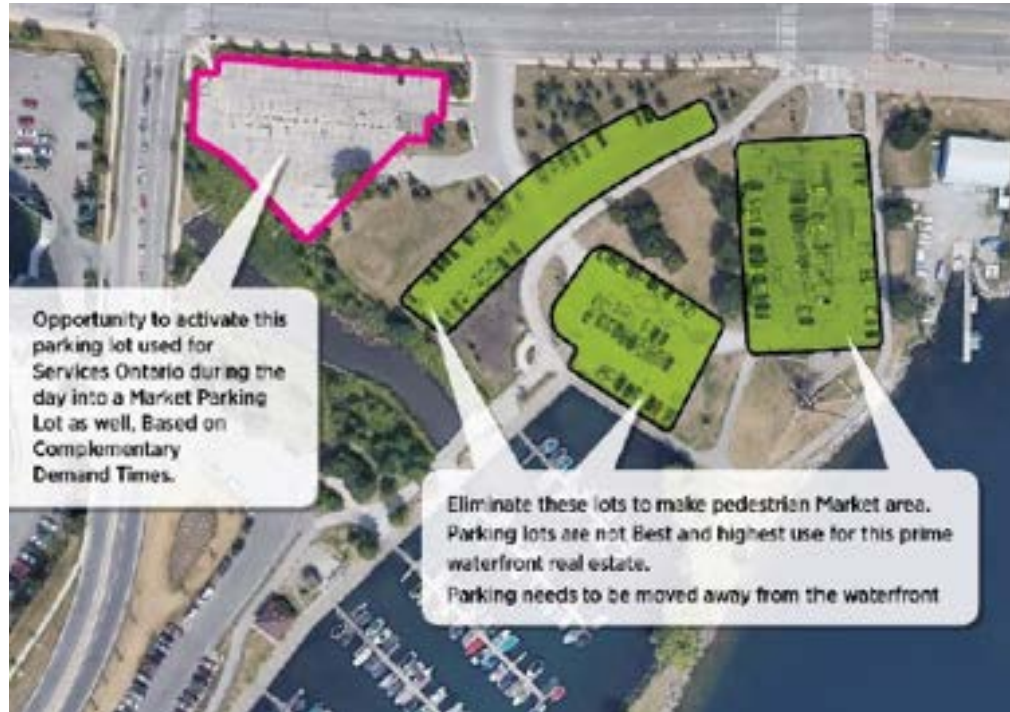 Opportunity to activate this
parking lot used for
Services Ontario during the
day into a Market Parking
Lot as well, Based on
Complementary
Demand Times.
Eliminate these lots to make pedestrian Market area.
Parking lots are not Best and highest use for this prime
waterfront real estate.
Parking needs to be moved away from the waterfront